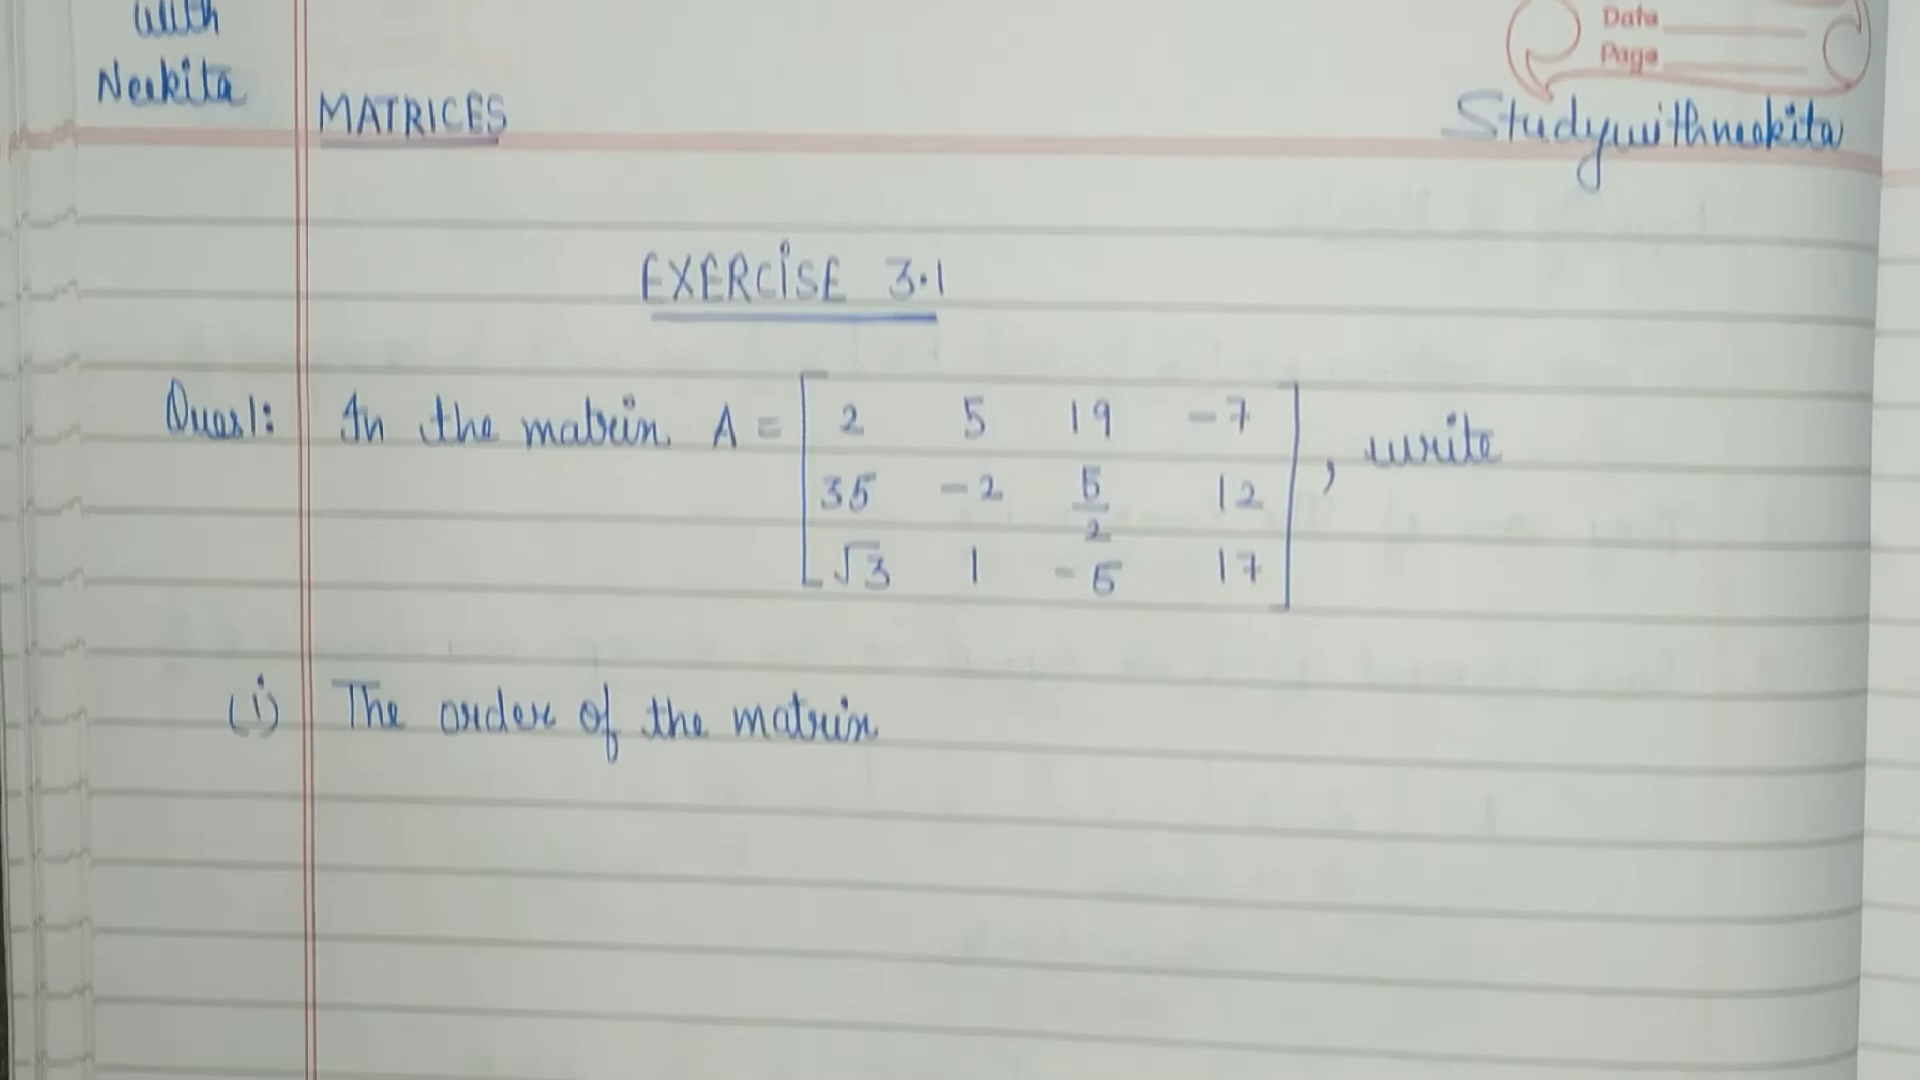 with
Neekita
Date
Page
MATRICES
Studywithneekita
EXERCISE 3.1
Ques1: In the matrix A = [ 2 5 19 -7
35 -2 5/2 12
√3 1 -5 17 ], write
(i) The order of the matrix